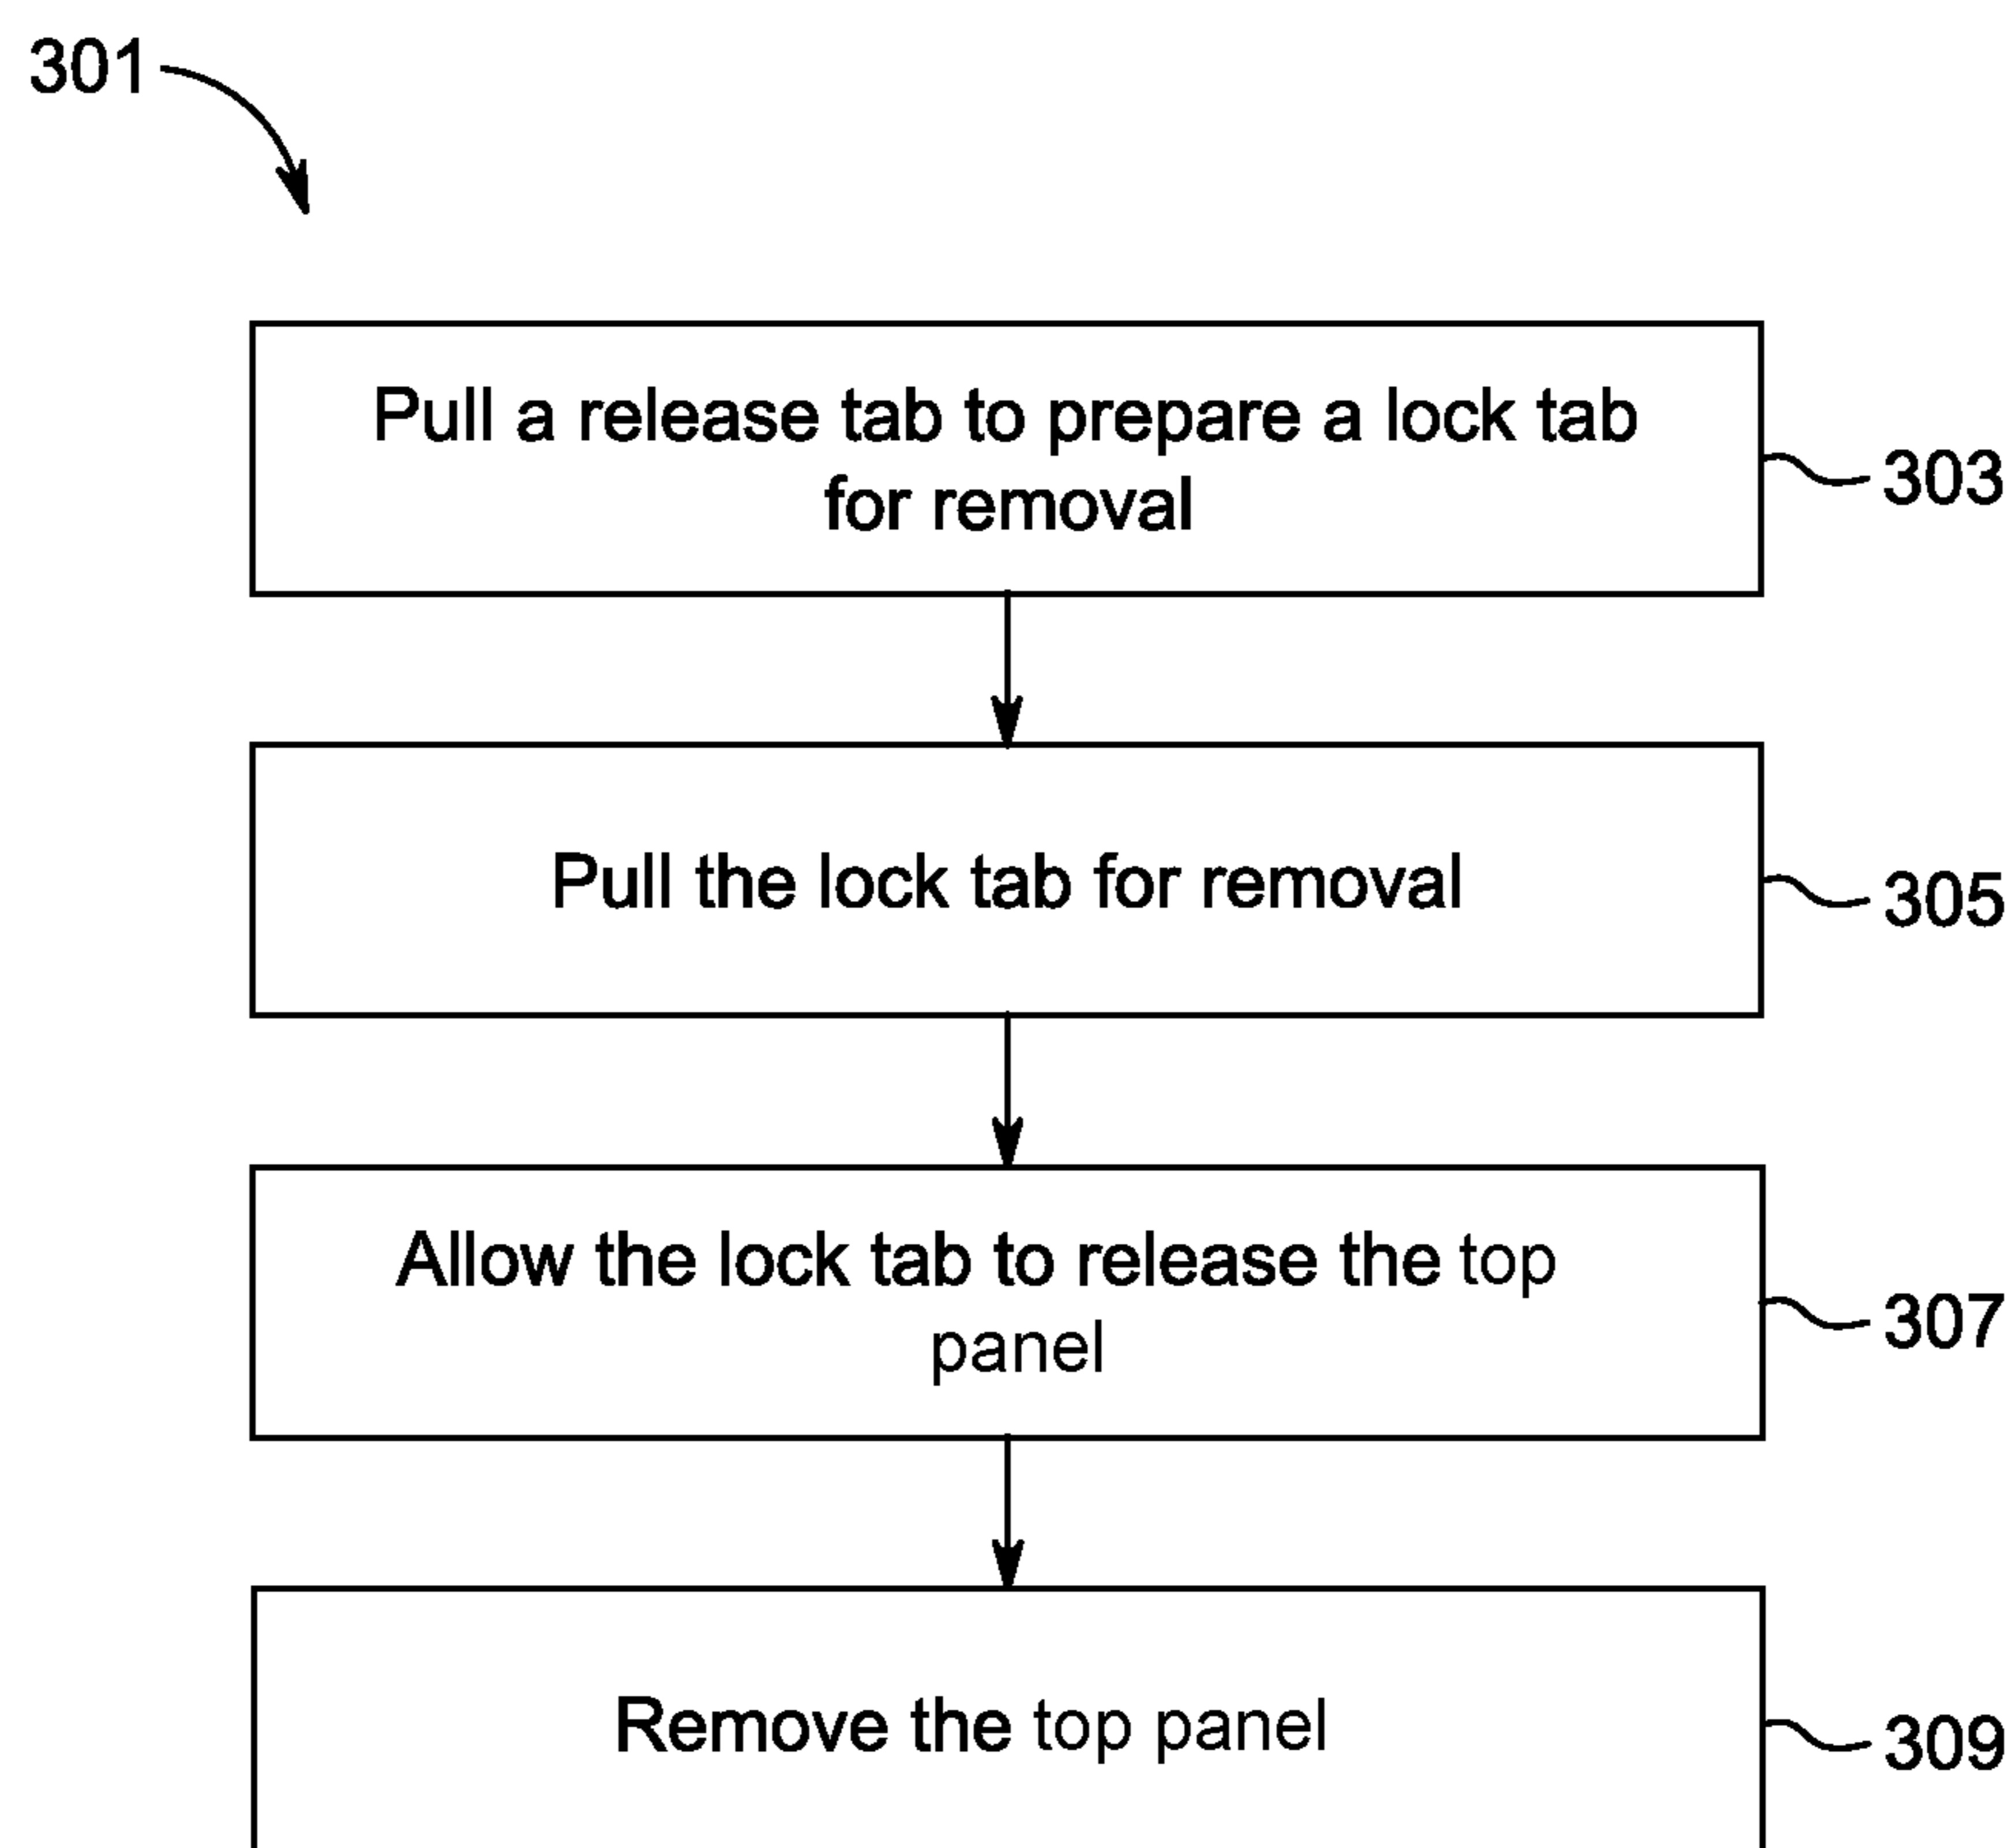 301
Pull a release tab to prepare a lock tab
for removal
303
Pull the lock tab for removal
305
Allow the lock tab to release the top
panel
307
Remove the top panel
309